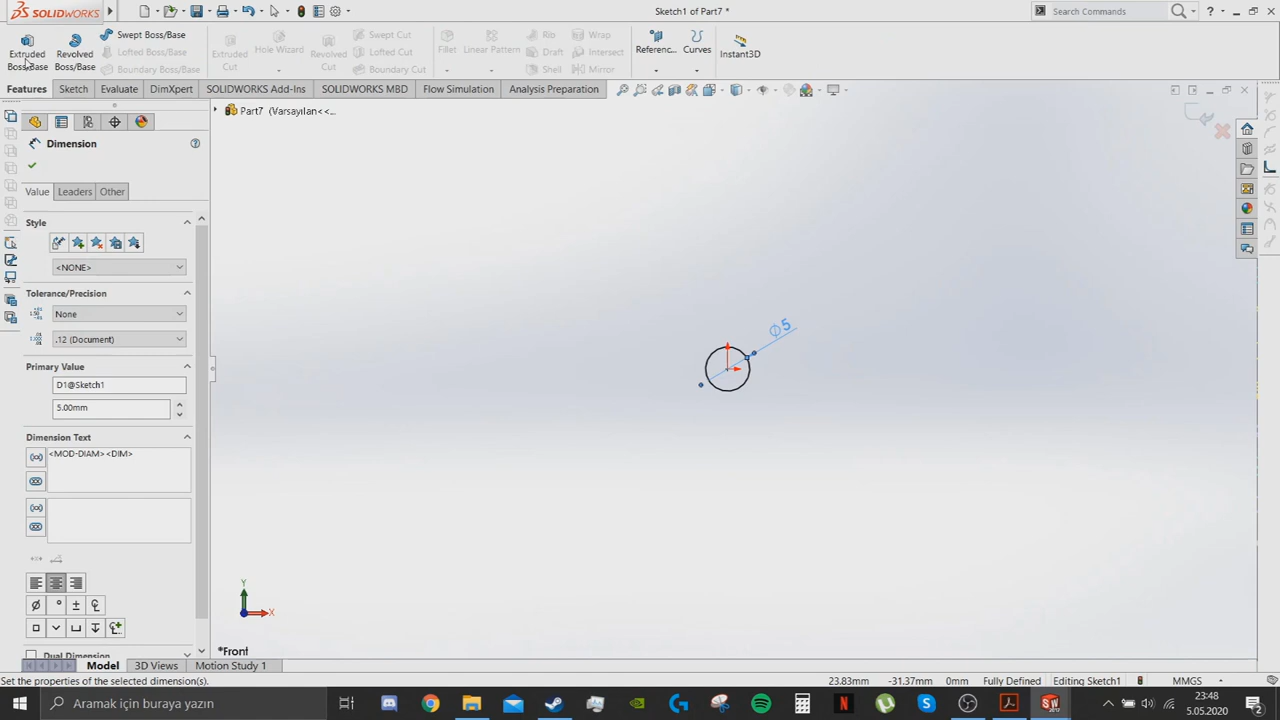 SOLIDWORKS
Sketch1 of Part7 *
Search Commands
Extruded Boss/Base
Revolved Boss/Base
Swept Boss/Base
Lofted Boss/Base
Boundary Boss/Base
Extruded Cut
Hole Wizard
Revolved Cut
Swept Cut
Lofted Cut
Boundary Cut
Fillet
Linear Pattern
Rib
Draft
Shell
Wrap
Intersect
Mirror
Referenc...
Curves
Instant3D
Features
Sketch
Evaluate
DimXpert
SOLIDWORKS Add-Ins
SOLIDWORKS MBD
Flow Simulation
Analysis Preparation
Part7 (Varsayılan<<...
Dimension
Value
Leaders
Other
Style
<NONE>
Tolerance/Precision
None
.12 (Document)
Primary Value
D1@Sketch1
5.00mm
Dimension Text
<MOD-DIAM><DIM>
Dual Dimension
∅5
Y
X
*Front
Model
3D Views
Motion Study 1
Set the properties of the selected dimension(s).
23.83mm
-31.37mm
0mm
Fully Defined
Editing Sketch1
MMGS
Aramak için buraya yazın
23:48
5.05.2020
2